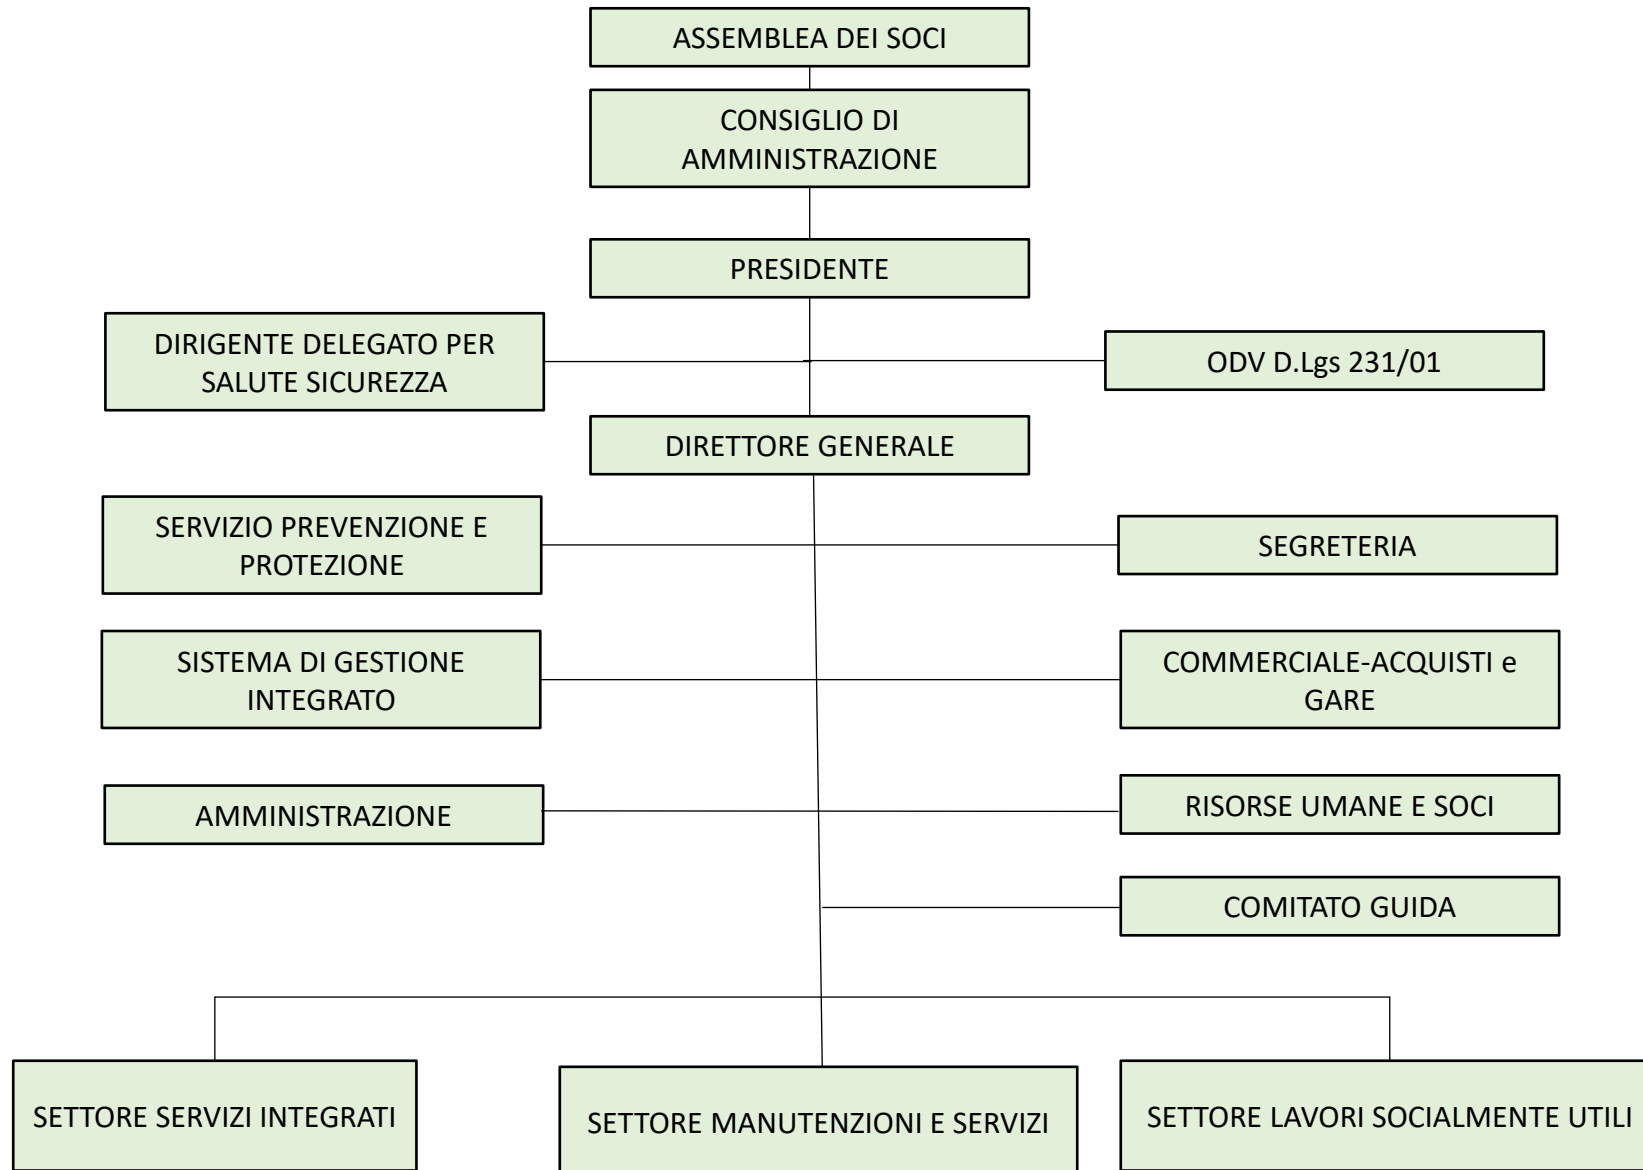 ASSEMBLEA DEI SOCI
CONSIGLIO DI
AMMINISTRAZIONE
PRESIDENTE
DIRIGENTE DELEGATO PER
SALUTE SICUREZZA
ODV D.Lgs 231/01
DIRETTORE GENERALE
SERVIZIO PREVENZIONE E
PROTEZIONE
SEGRETERIA
SISTEMA DI GESTIONE
INTEGRATO
COMMERCIALE-ACQUISTI e
GARE
AMMINISTRAZIONE
RISORSE UMANE E SOCI
COMITATO GUIDA
SETTORE SERVIZI INTEGRATI
SETTORE MANUTENZIONI E SERVIZI
SETTORE LAVORI SOCIALMENTE UTILI